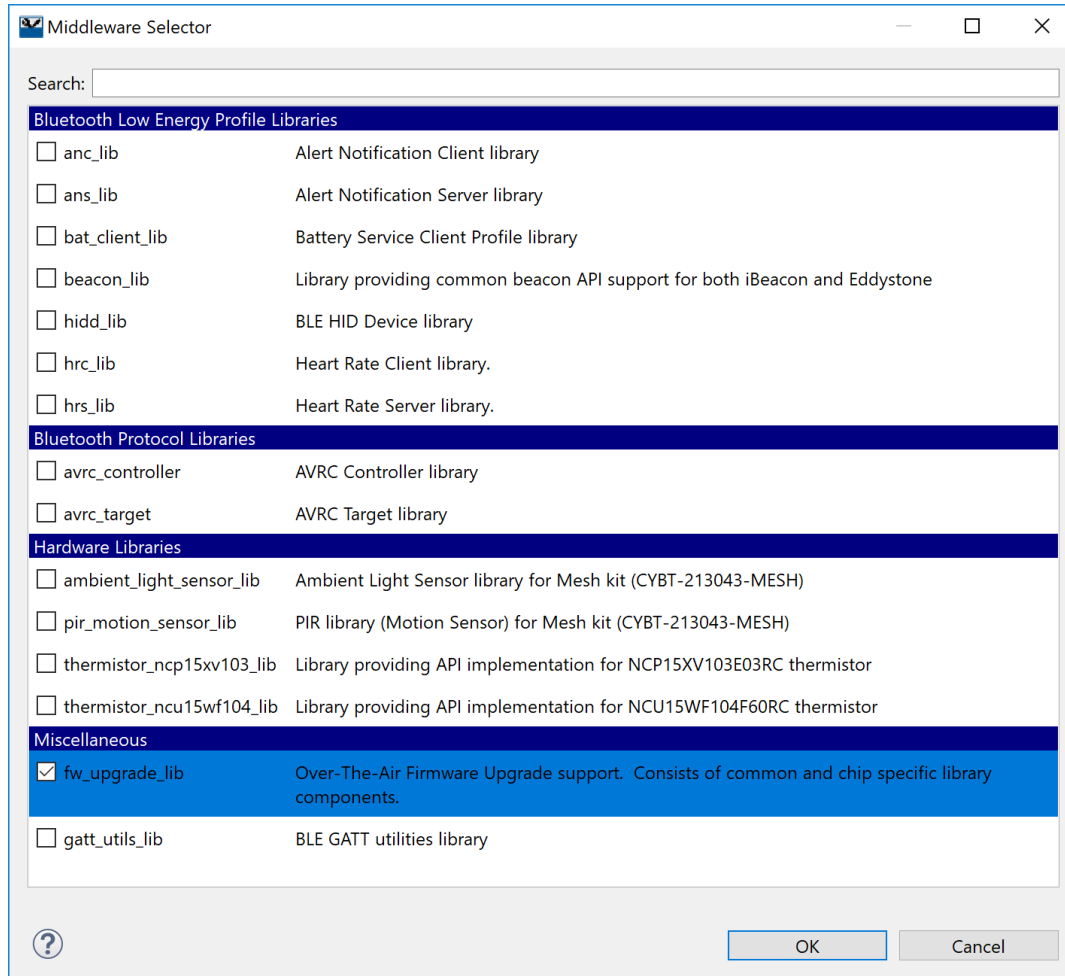 Middleware Selector
Search:
Bluetooth Low Energy Profile Libraries
anc_lib Alert Notification Client library
ans_lib Alert Notification Server library
bat_client_lib Battery Service Client Profile library
beacon_lib Library providing common beacon API support for both iBeacon and Eddystone
hidd_lib BLE HID Device library
hrc_lib Heart Rate Client library.
hrs_lib Heart Rate Server library.
Bluetooth Protocol Libraries
avrc_controller AVRC Controller library
avrc_target AVRC Target library
Hardware Libraries
ambient_light_sensor_lib Ambient Light Sensor library for Mesh kit (CYBT-213043-MESH)
pir_motion_sensor_lib PIR library (Motion Sensor) for Mesh kit (CYBT-213043-MESH)
thermistor_ncp15xv103_lib Library providing API implementation for NCP15XV103E03RC thermistor
thermistor_ncu15wf104_lib Library providing API implementation for NCU15WF104F60RC thermistor
Miscellaneous
fw_upgrade_lib Over-The-Air Firmware Upgrade support. Consists of common and chip specific library
components.
gatt_utils_lib BLE GATT utilities library
?
OK Cancel